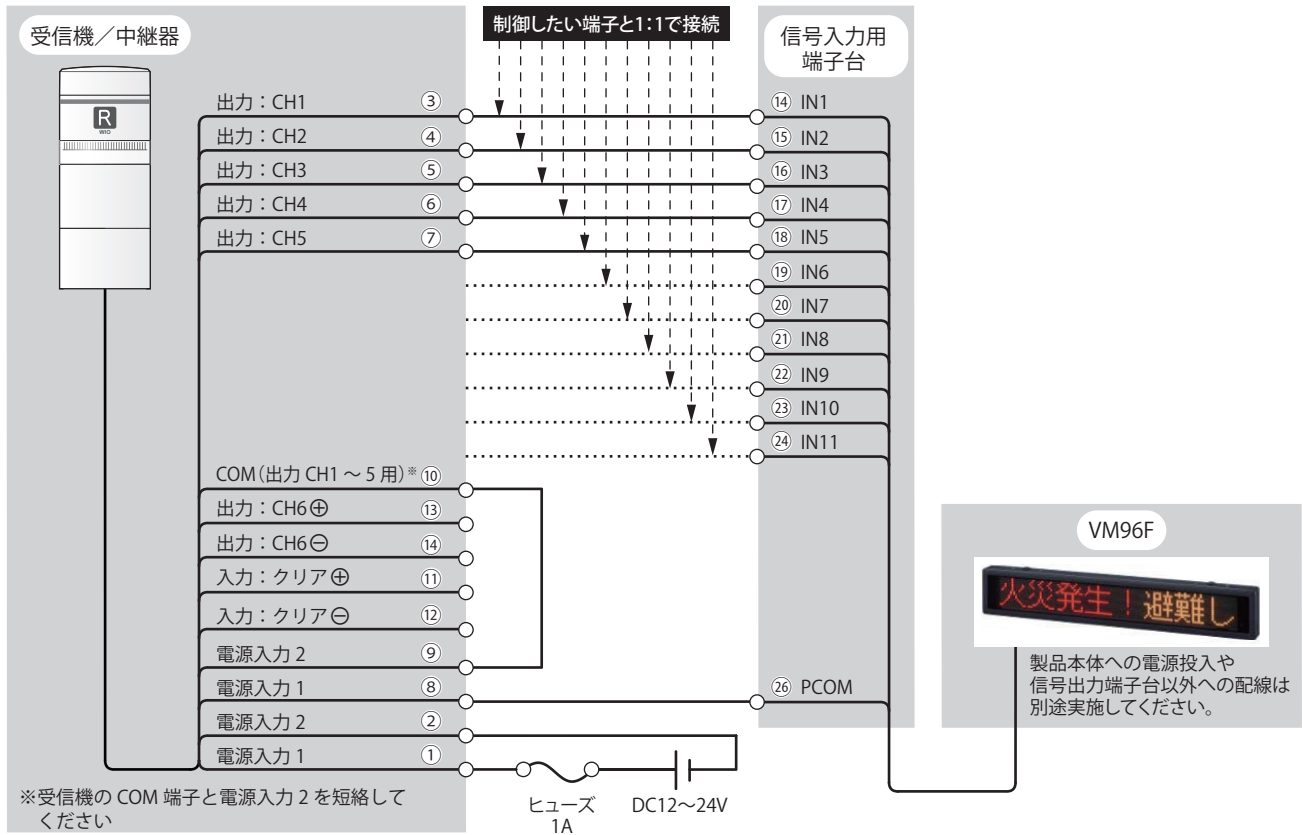 制御したい端子と1：1で接続
受信機／中継器
信号入力用
端子台
R
WIO
出力：CH1 ③
出力：CH2 ④
出力：CH3 ⑤
出力：CH4 ⑥
出力：CH5 ⑦
⑭ IN1
⑮ IN2
⑯ IN3
⑰ IN4
⑱ IN5
⑲ IN6
⑳ IN7
㉑ IN8
㉒ IN9
㉓ IN10
㉔ IN11
COM（出力 CH1 ～ 5 用）※ ⑩
出力：CH6⊕ ⑬
出力：CH6⊖ ⑭
入力：クリア⊕ ⑪
入力：クリア⊖ ⑫
電源入力 2 ⑨
電源入力 1 ⑧
電源入力 2 ②
電源入力 1 ①
㉖ PCOM
※受信機の COM 端子と電源入力 2 を短絡して
ください
ヒューズ
1A
DC12～24V
VM96F
火災発生！避難し
製品本体への電源投入や
信号出力端子台以外への配線は
別途実施してください。